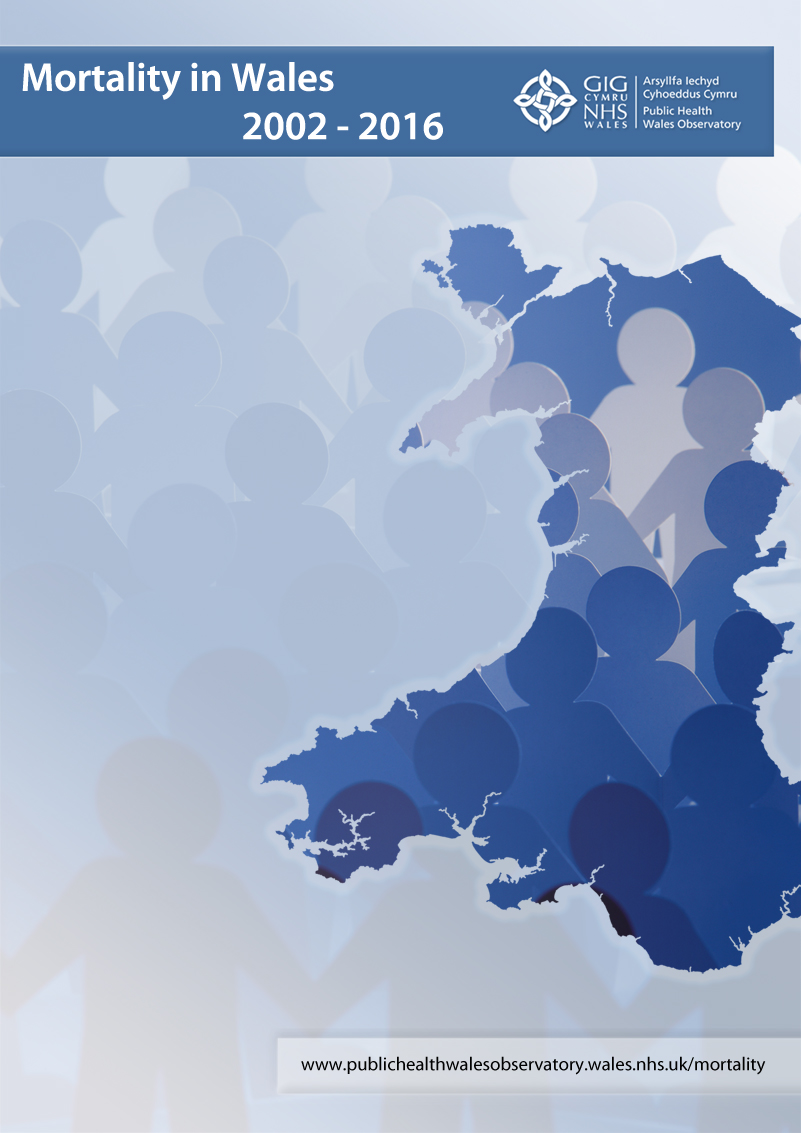 Mortality in Wales
2002 - 2016
GIG
CYMRU
NHS
WALES
Arsyllfa Iechyd
Cyhoeddus Cymru
Public Health
Wales Observatory
www.publichealthwalesobservatory.wales.nhs.uk/mortality